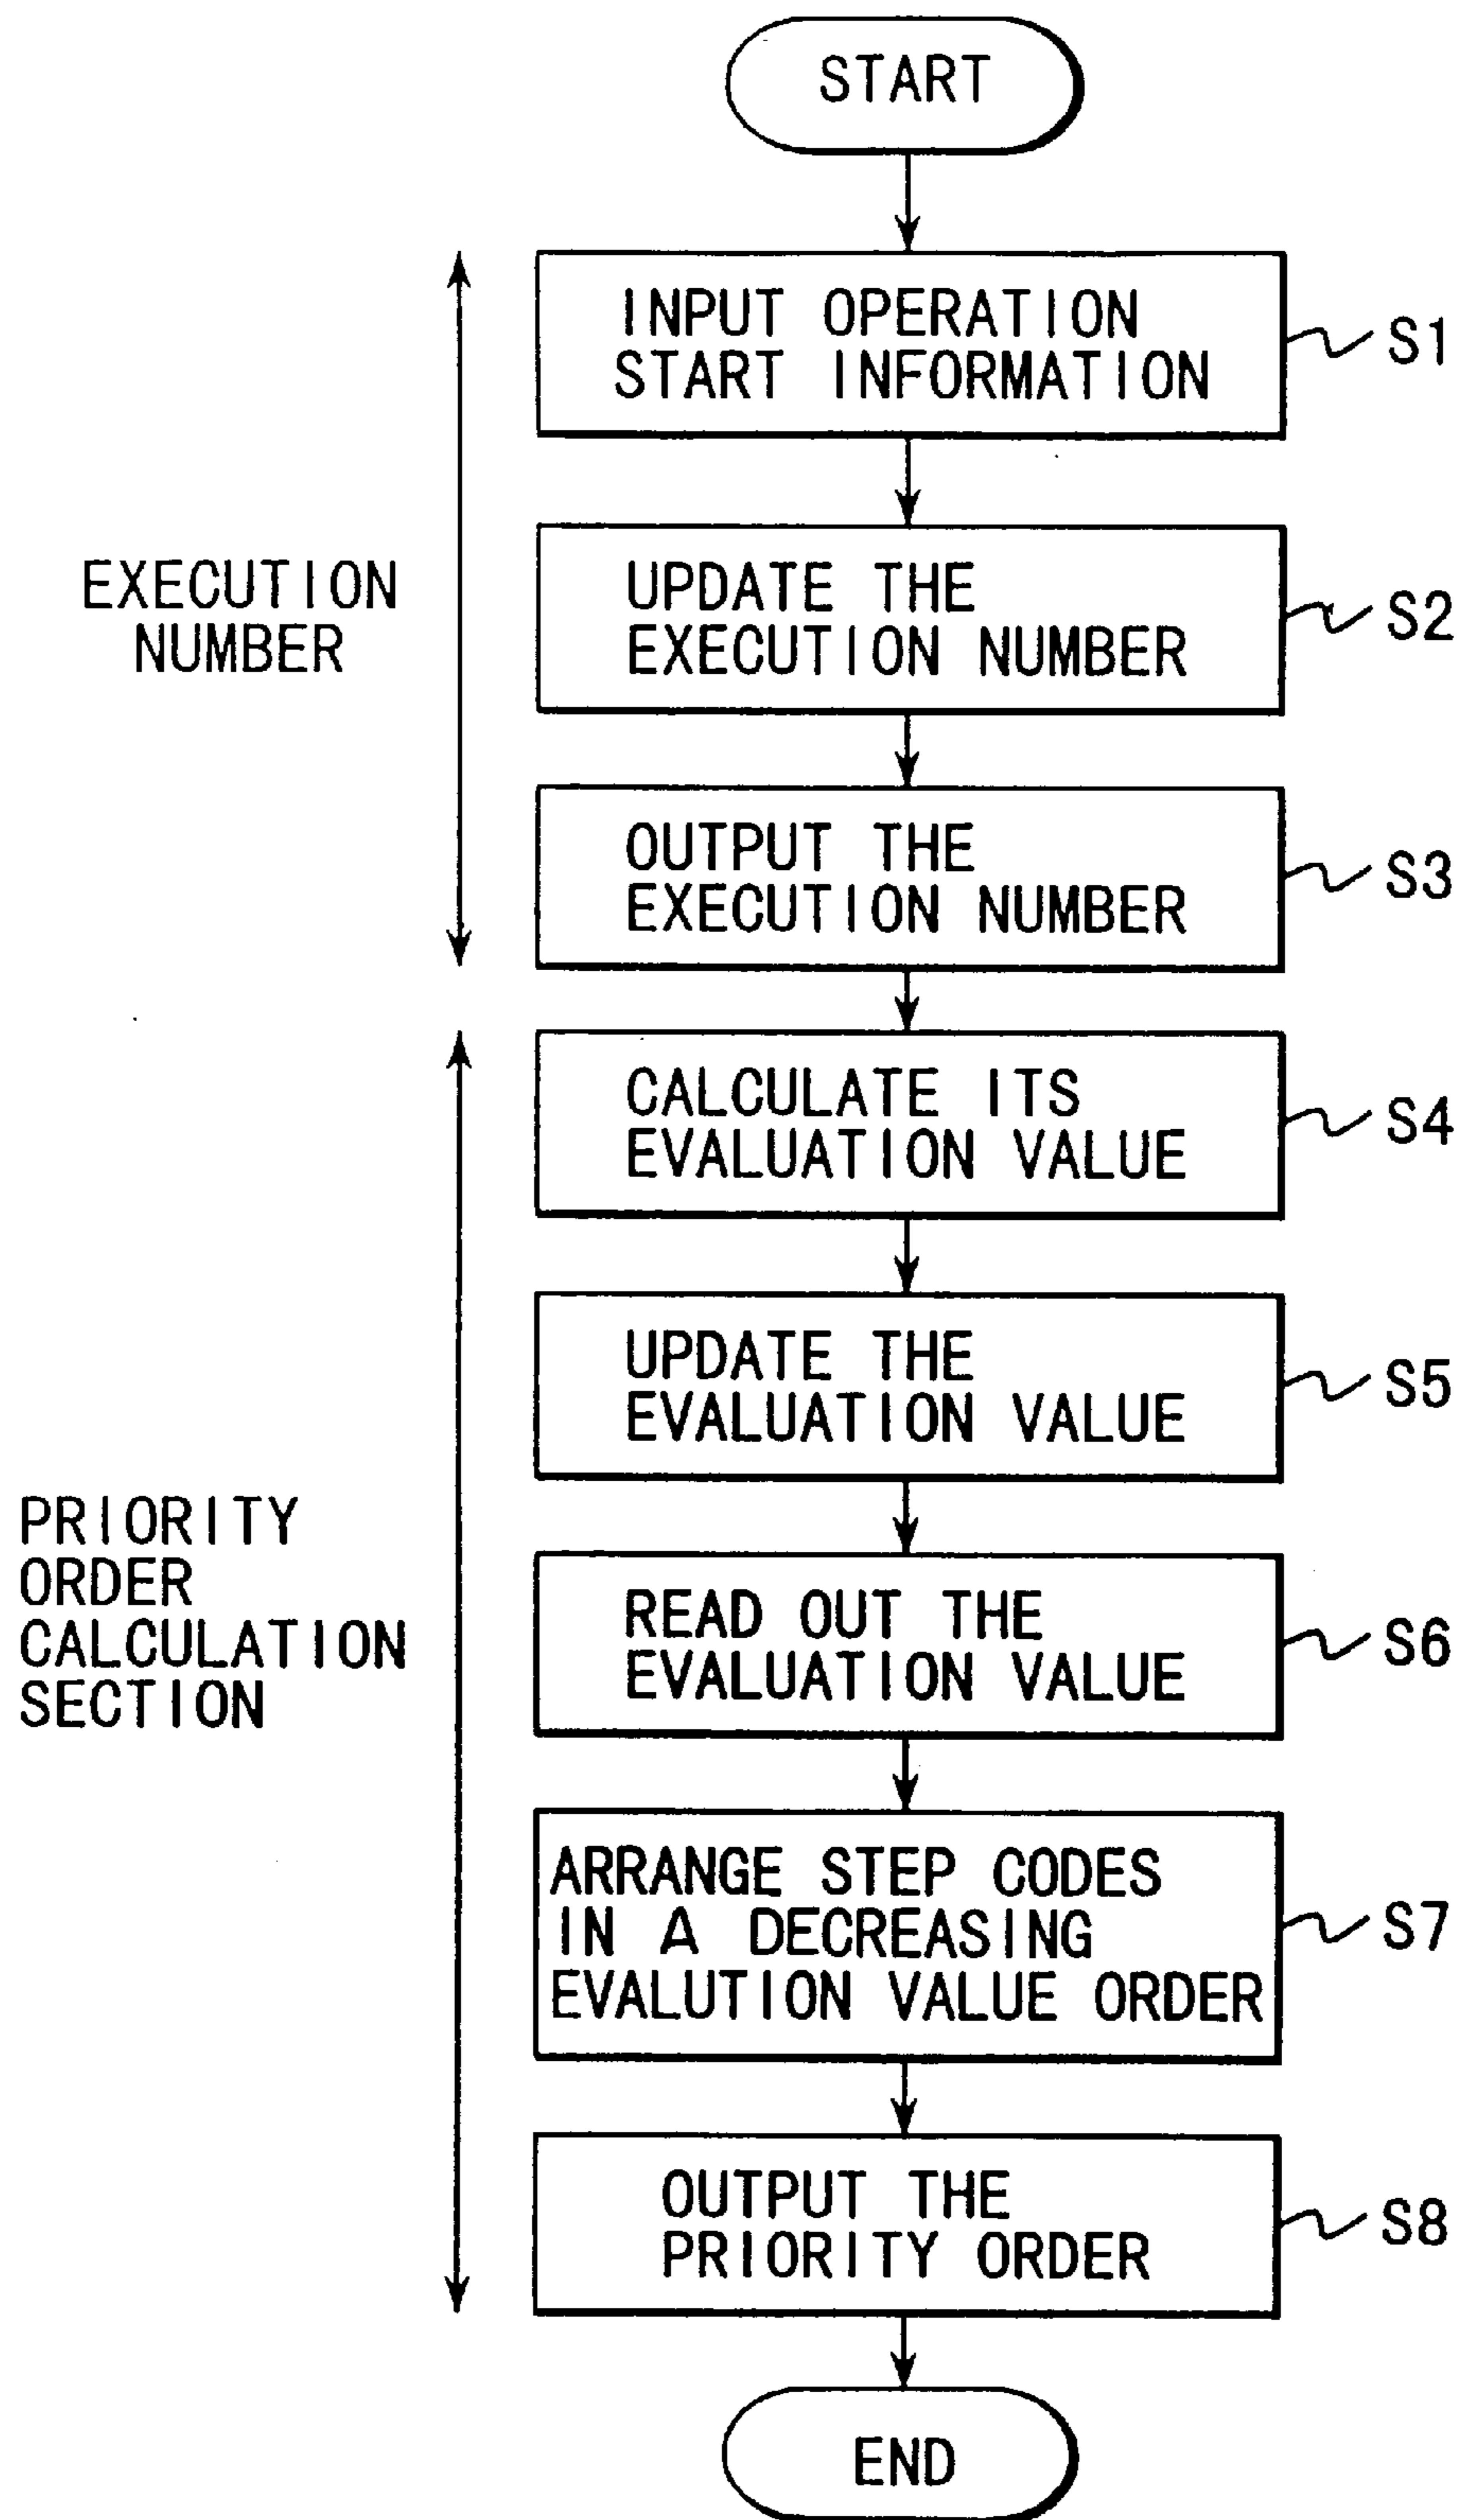 START
INPUT OPERATION
START INFORMATION
S1
EXECUTION
NUMBER
UPDATE THE
EXECUTION NUMBER
S2
OUTPUT THE
EXECUTION NUMBER
S3
CALCULATE ITS
EVALUATION VALUE
S4
UPDATE THE
EVALUATION VALUE
S5
PRIORITY
ORDER
CALCULATION
SECTION
READ OUT THE
EVALUATION VALUE
S6
ARRANGE STEP CODES
IN A DECREASING
EVALUTION VALUE ORDER
S7
OUTPUT THE
PRIORITY ORDER
S8
END